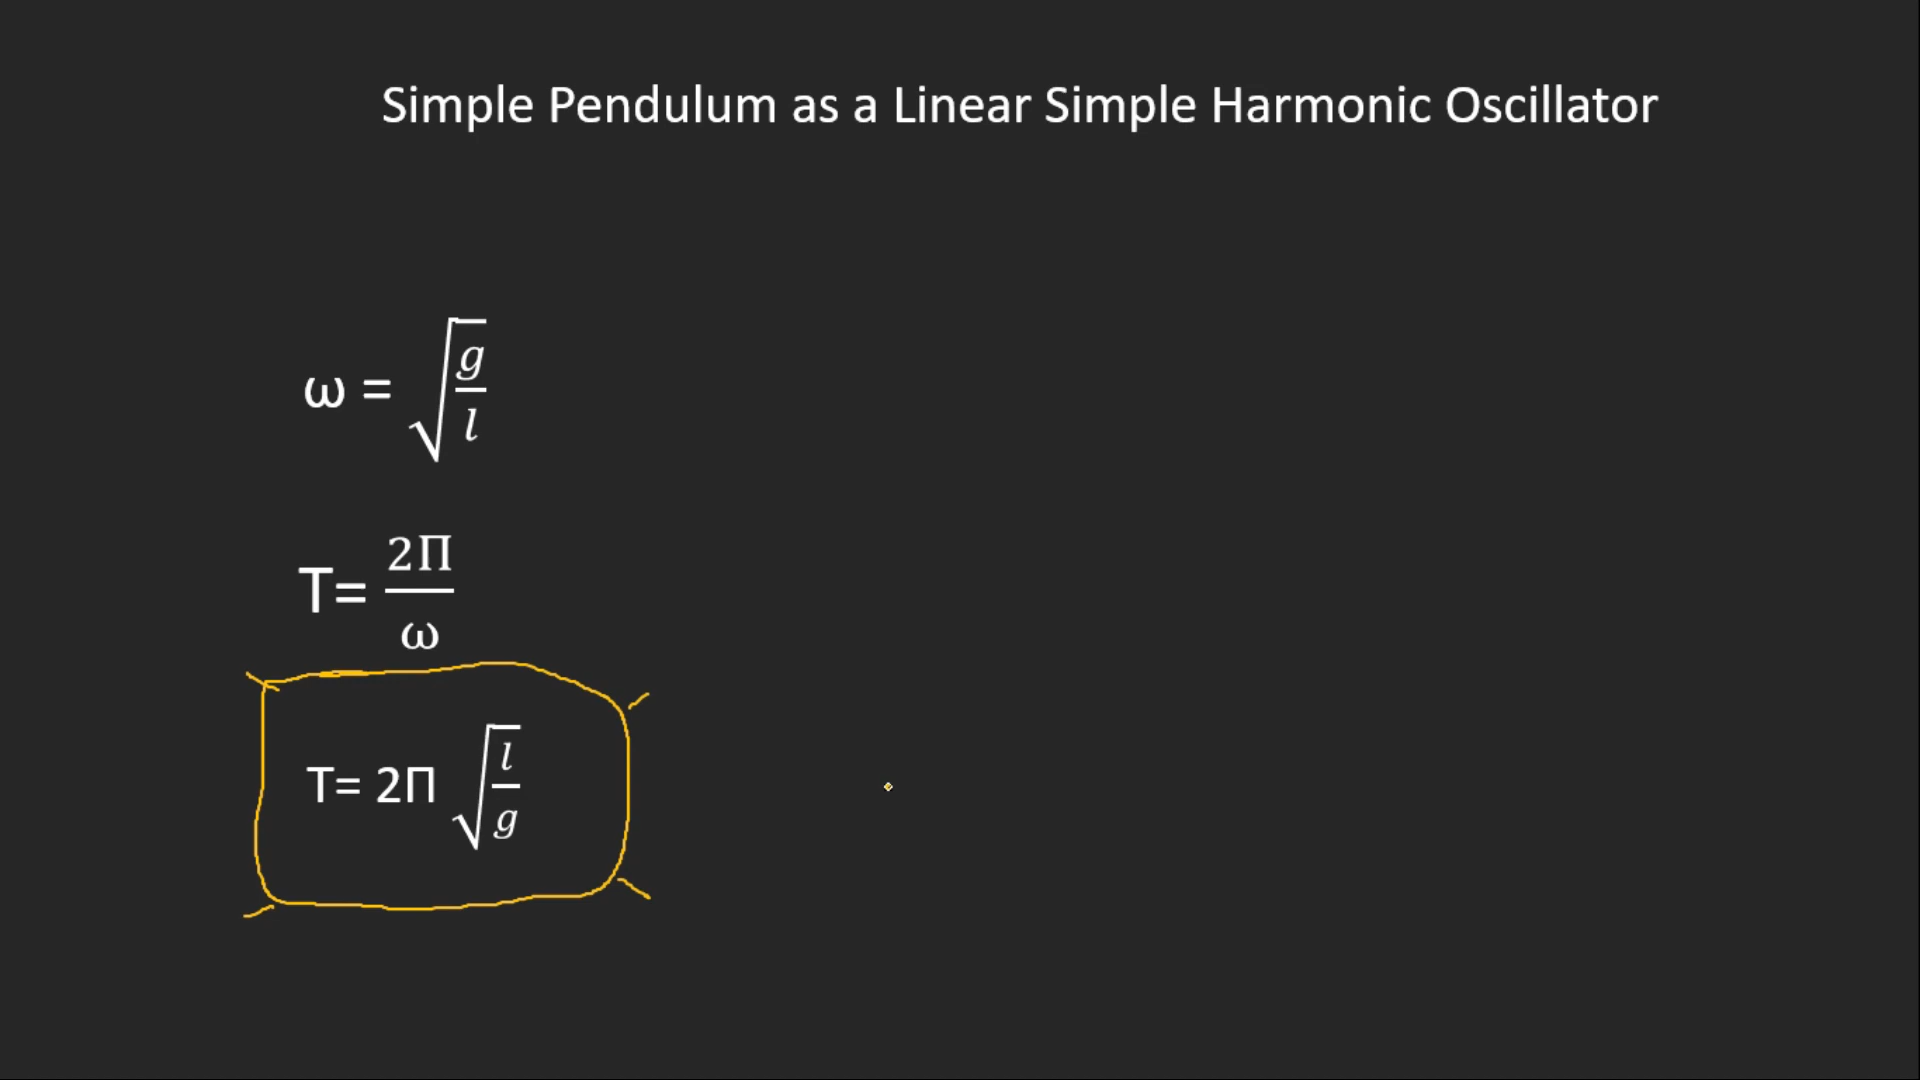 Simple Pendulum as a Linear Simple Harmonic Oscillator
ω = √(g/l)
T= 2Π/ω
T= 2Π √(l/g)